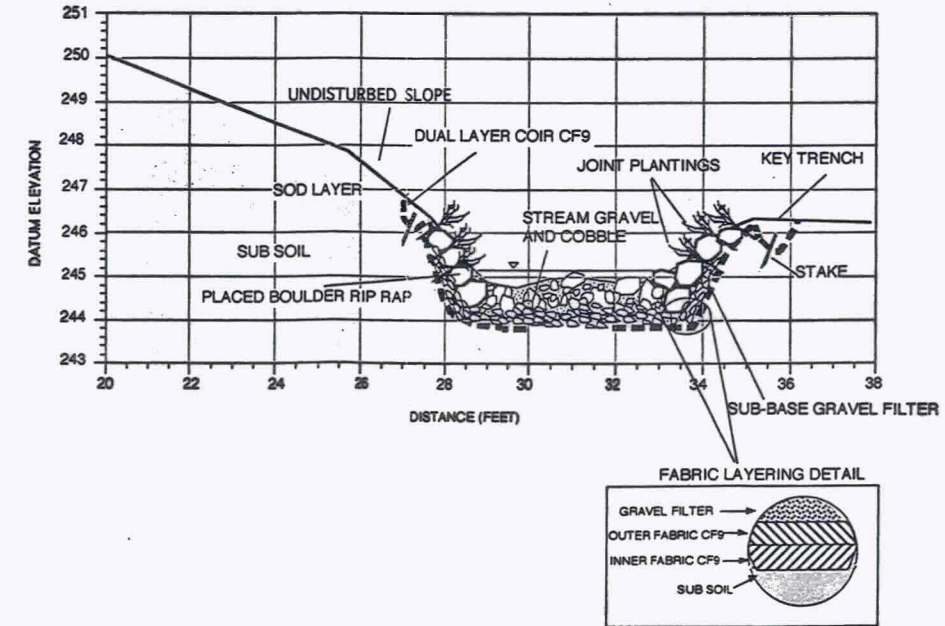 251
250
249
248
247
246
245
244
243
DATUM ELEVATION
UNDISTURBED SLOPE
DUAL LAYER COIR CF9
JOINT PLANTINGS
KEY TRENCH
SOD LAYER
STREAM GRAVEL
AND COBBLE
SUB SOIL
STAKE
PLACED BOULDER RIP RAP
20 22 24 26 28 30 32 34 36 38
DISTANCE (FEET)
SUB-BASE GRAVEL FILTER
FABRIC LAYERING DETAIL
GRAVEL FILTER
OUTER FABRIC CF9
INNER FABRIC CF9
SUB SOIL